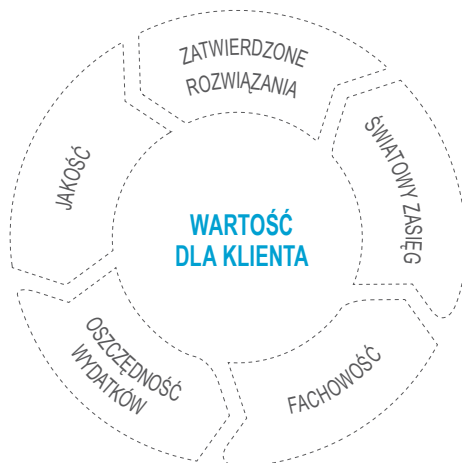 ZATWIERDZONE
ROZWIĄZANIA
ŚWIATOWY ZASIĘG
FACHOWOŚĆ
OSZCZĘDNOŚĆ
WYDATKÓW
JAKOŚĆ
WARTOŚĆ
DLA KLIENTA